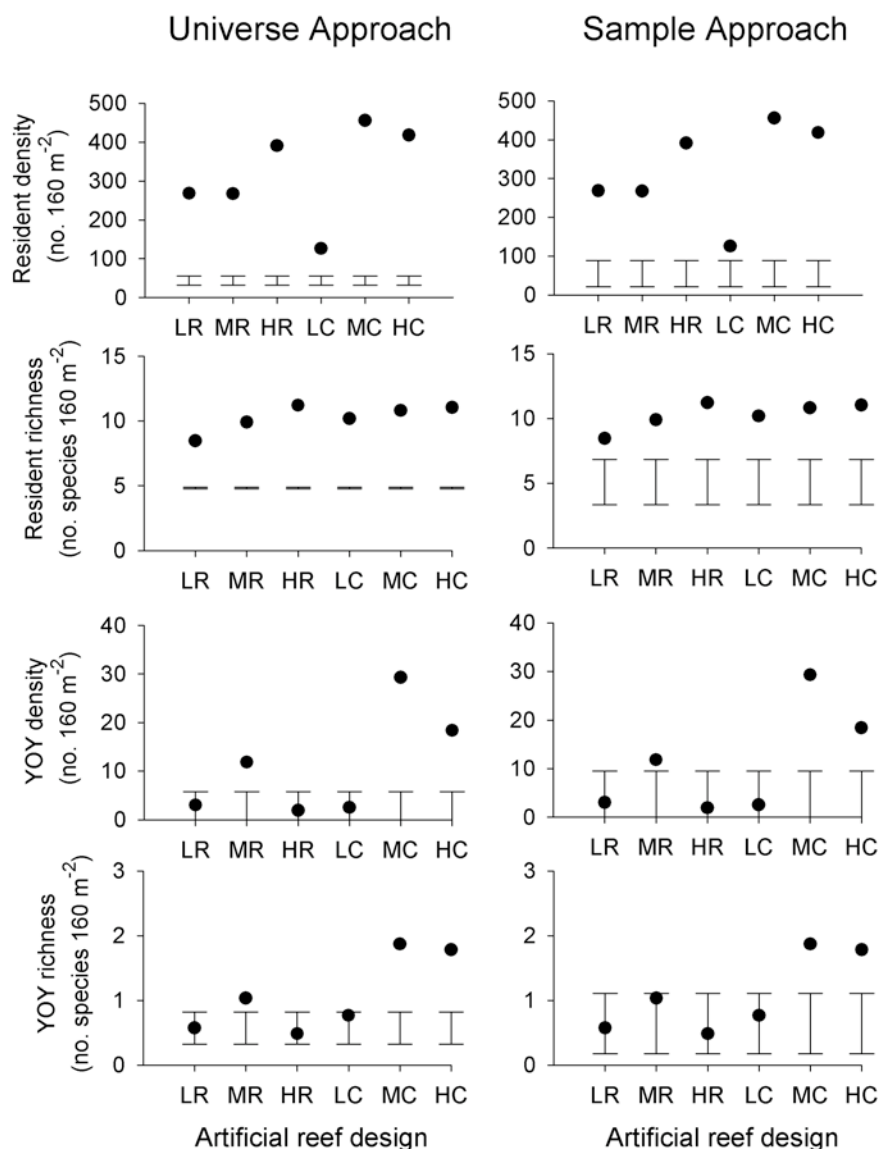 Universe Approach
Sample Approach
Resident density
(no. 160 m⁻²)
500
400
300
200
100
0
LR MR HR LC MC HC
500
400
300
200
100
0
LR MR HR LC MC HC
Resident richness
(no. species 160 m⁻²)
15
10
5
0
LR MR HR LC MC HC
15
10
5
0
LR MR HR LC MC HC
YOY density
(no. 160 m⁻²)
40
30
20
10
0
LR MR HR LC MC HC
40
30
20
10
0
LR MR HR LC MC HC
YOY richness
(no. species 160 m⁻²)
3
2
1
0
LR MR HR LC MC HC
3
2
1
0
LR MR HR LC MC HC
Artificial reef design
Artificial reef design